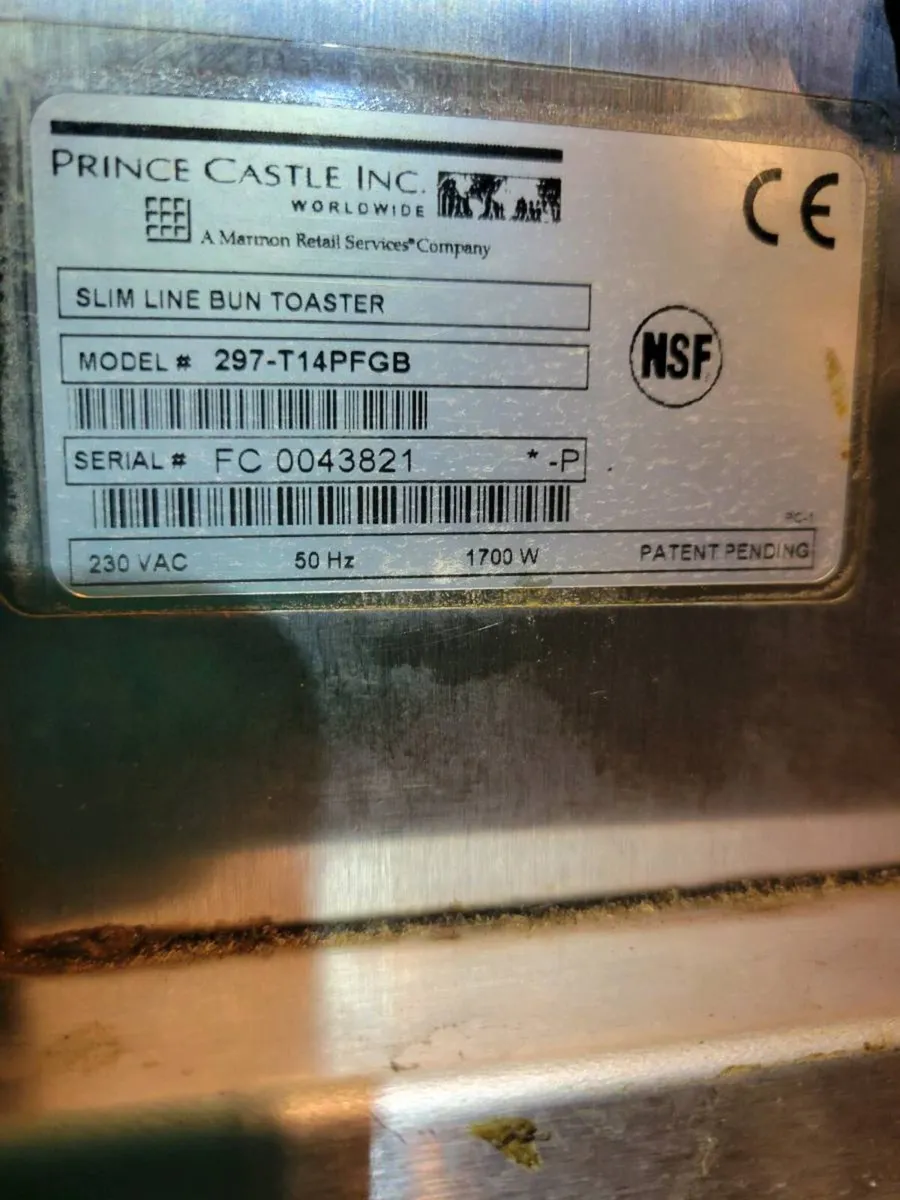 PRINCE CASTLE INC.
WORLDWIDE
A Marmon Retail Services® Company
CE
SLIM LINE BUN TOASTER
MODEL # 297-T14PFGB
NSF
SERIAL # FC 0043821 * -P
PC-1
230 VAC 50 Hz 1700 W PATENT PENDING